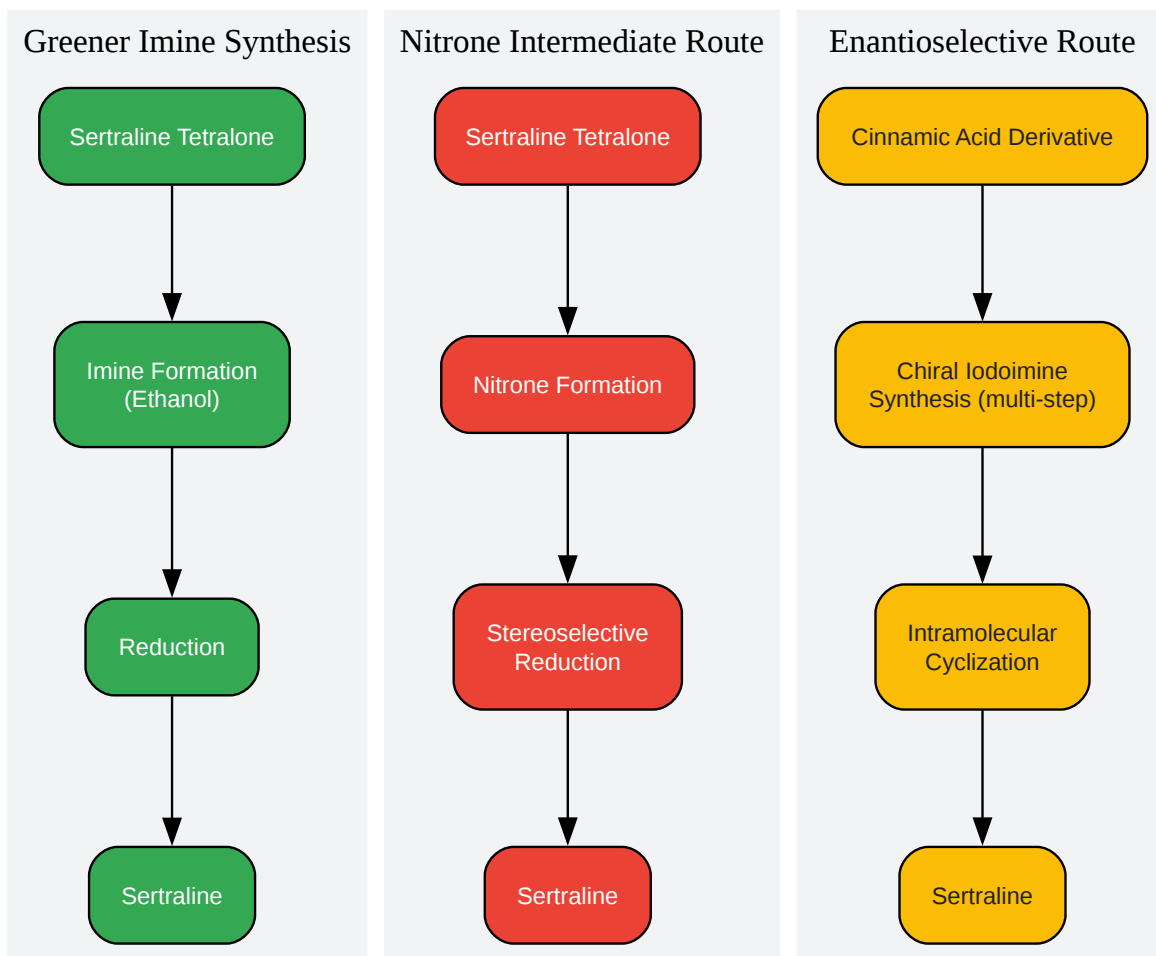 Greener Imine Synthesis
Sertraline Tetralone
Imine Formation
(Ethanol)
Reduction
Sertraline
Nitrone Intermediate Route
Sertraline Tetralone
Nitrone Formation
Stereoselective
Reduction
Sertraline
Enantioselective Route
Cinnamic Acid Derivative
Chiral Iodoimine
Synthesis (multi-step)
Intramolecular
Cyclization
Sertraline